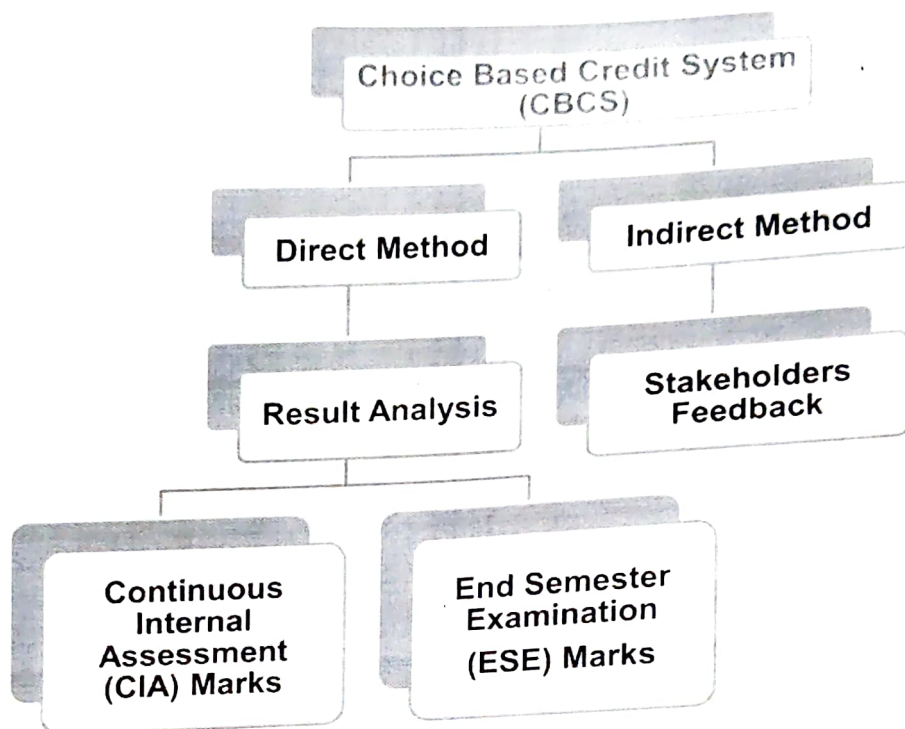 Choice Based Credit System
(CBCS)
Direct Method
Indirect Method
Result Analysis
Stakeholders
Feedback
Continuous
Internal
Assessment
(CIA) Marks
End Semester
Examination
(ESE) Marks